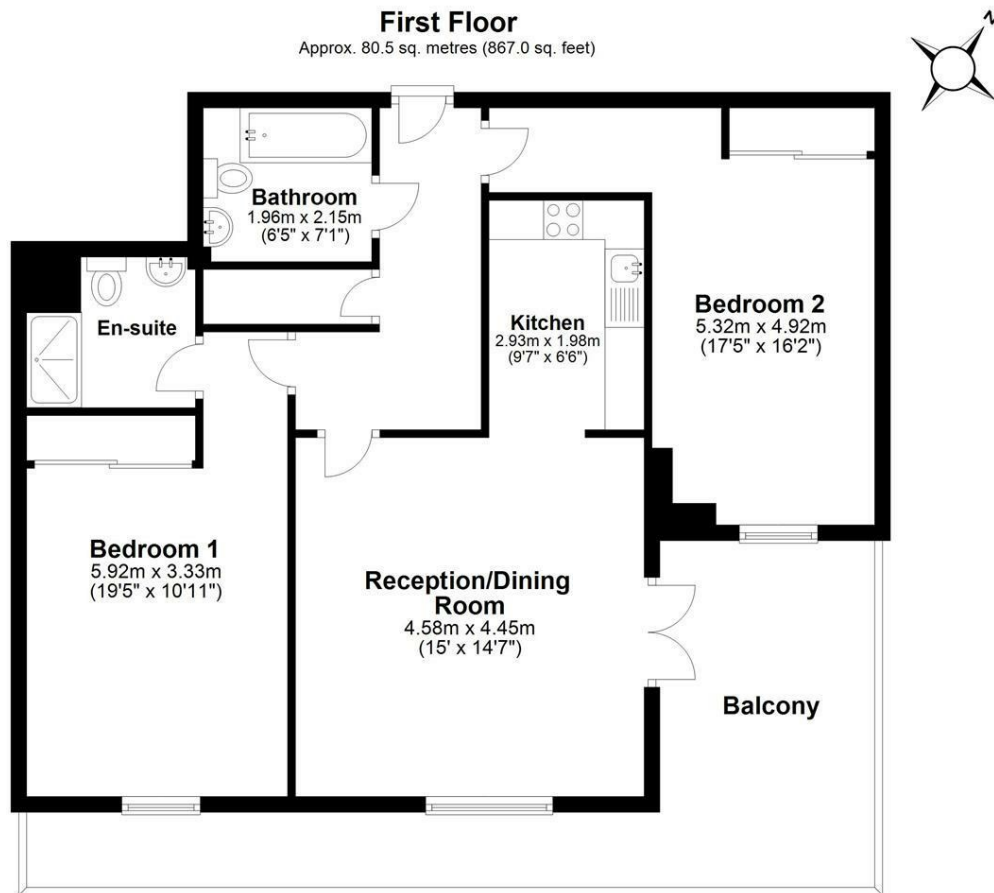 First Floor
Approx. 80.5 sq. metres (867.0 sq. feet)
N
Bathroom
1.96m x 2.15m
(6'5" x 7'1")
En-suite
Kitchen
2.93m x 1.98m
(9'7" x 6'6")
Bedroom 2
5.32m x 4.92m
(17'5" x 16'2")
Bedroom 1
5.92m x 3.33m
(19'5" x 10'11")
Reception/Dining
Room
4.58m x 4.45m
(15' x 14'7")
Balcony